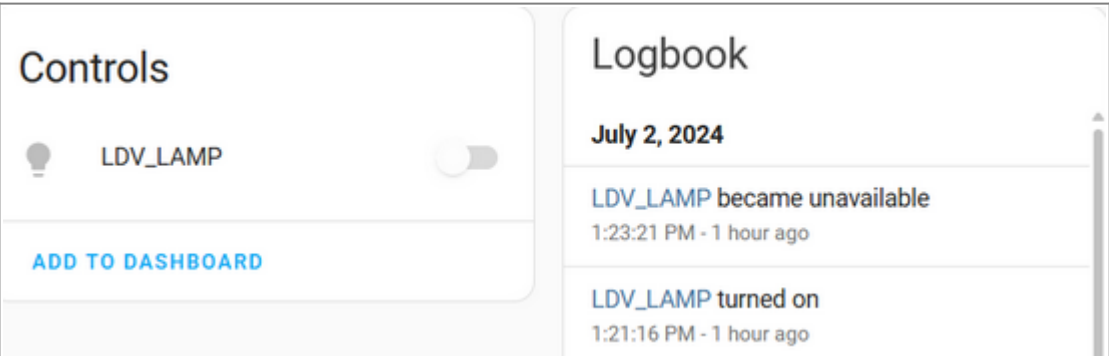 Controls
LDV_LAMP
ADD TO DASHBOARD
Logbook
July 2, 2024
LDV_LAMP became unavailable
1:23:21 PM - 1 hour ago
LDV_LAMP turned on
1:21:16 PM - 1 hour ago